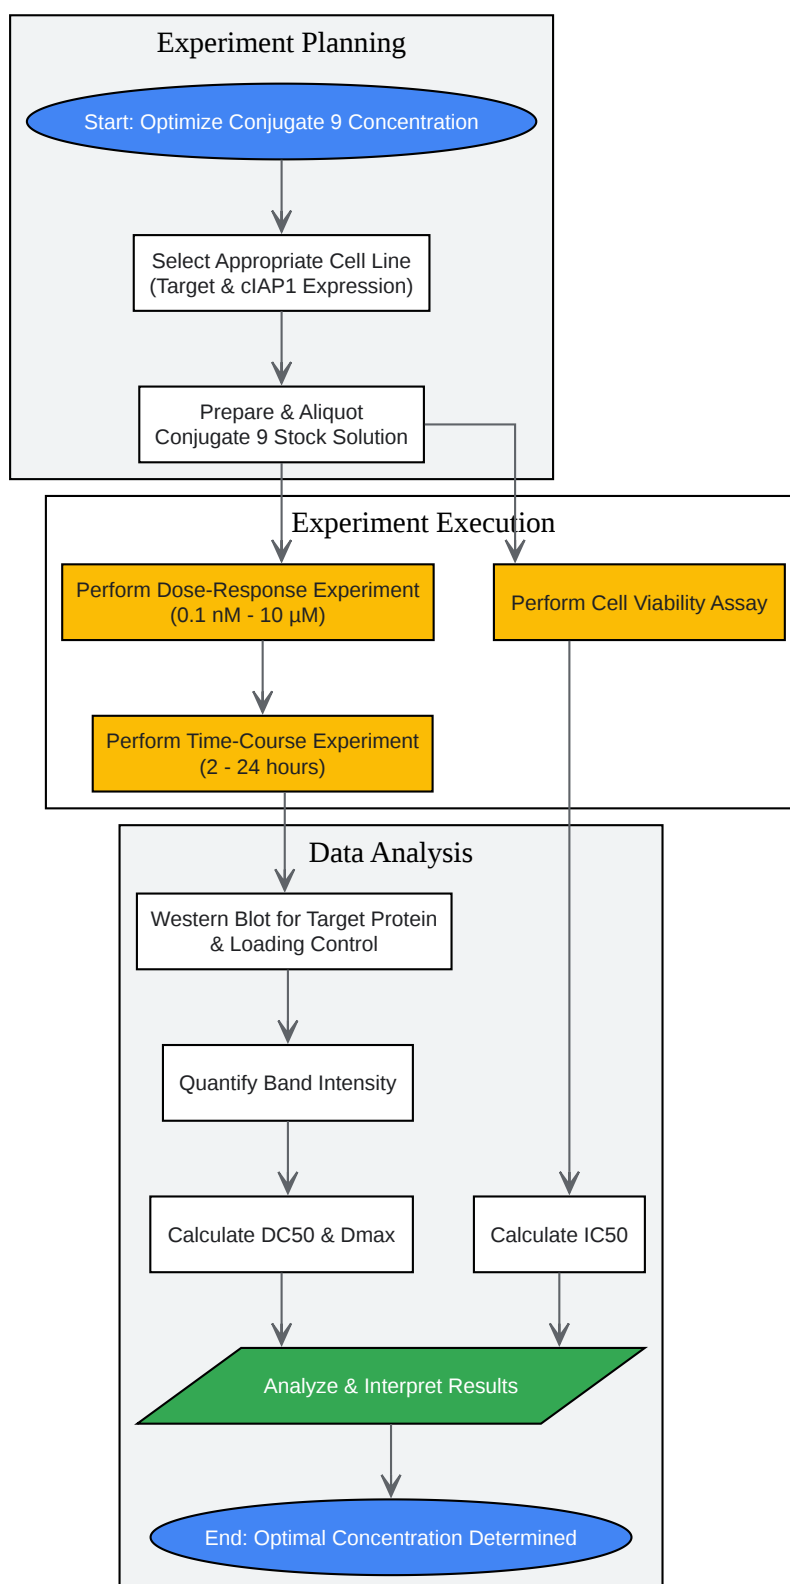 Experiment Planning
Start: Optimize Conjugate 9 Concentration
Select Appropriate Cell Line
(Target & cIAP1 Expression)
Prepare & Aliquot
Conjugate 9 Stock Solution
Experiment Execution
Perform Dose-Response Experiment
(0.1 nM - 10 µM)
Perform Cell Viability Assay
Perform Time-Course Experiment
(2 - 24 hours)
Data Analysis
Western Blot for Target Protein
& Loading Control
Quantify Band Intensity
Calculate DC50 & Dmax
Calculate IC50
Analyze & Interpret Results
End: Optimal Concentration Determined